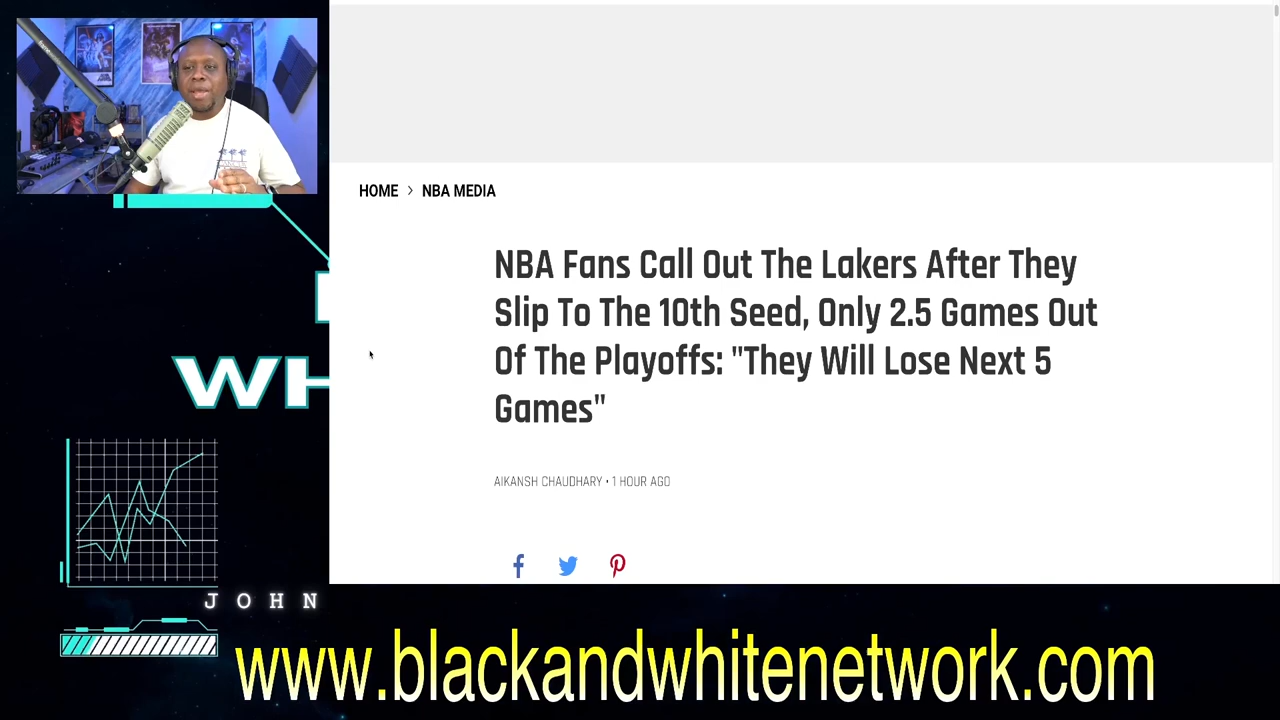 HOME > NBA MEDIA
NBA Fans Call Out The Lakers After They
Slip To The 10th Seed, Only 2.5 Games Out
Of The Playoffs: "They Will Lose Next 5
Games"
AIKANSH CHAUDHARY • 1 HOUR AGO
WH
JOHN
www.blackandwhitenetwork.com